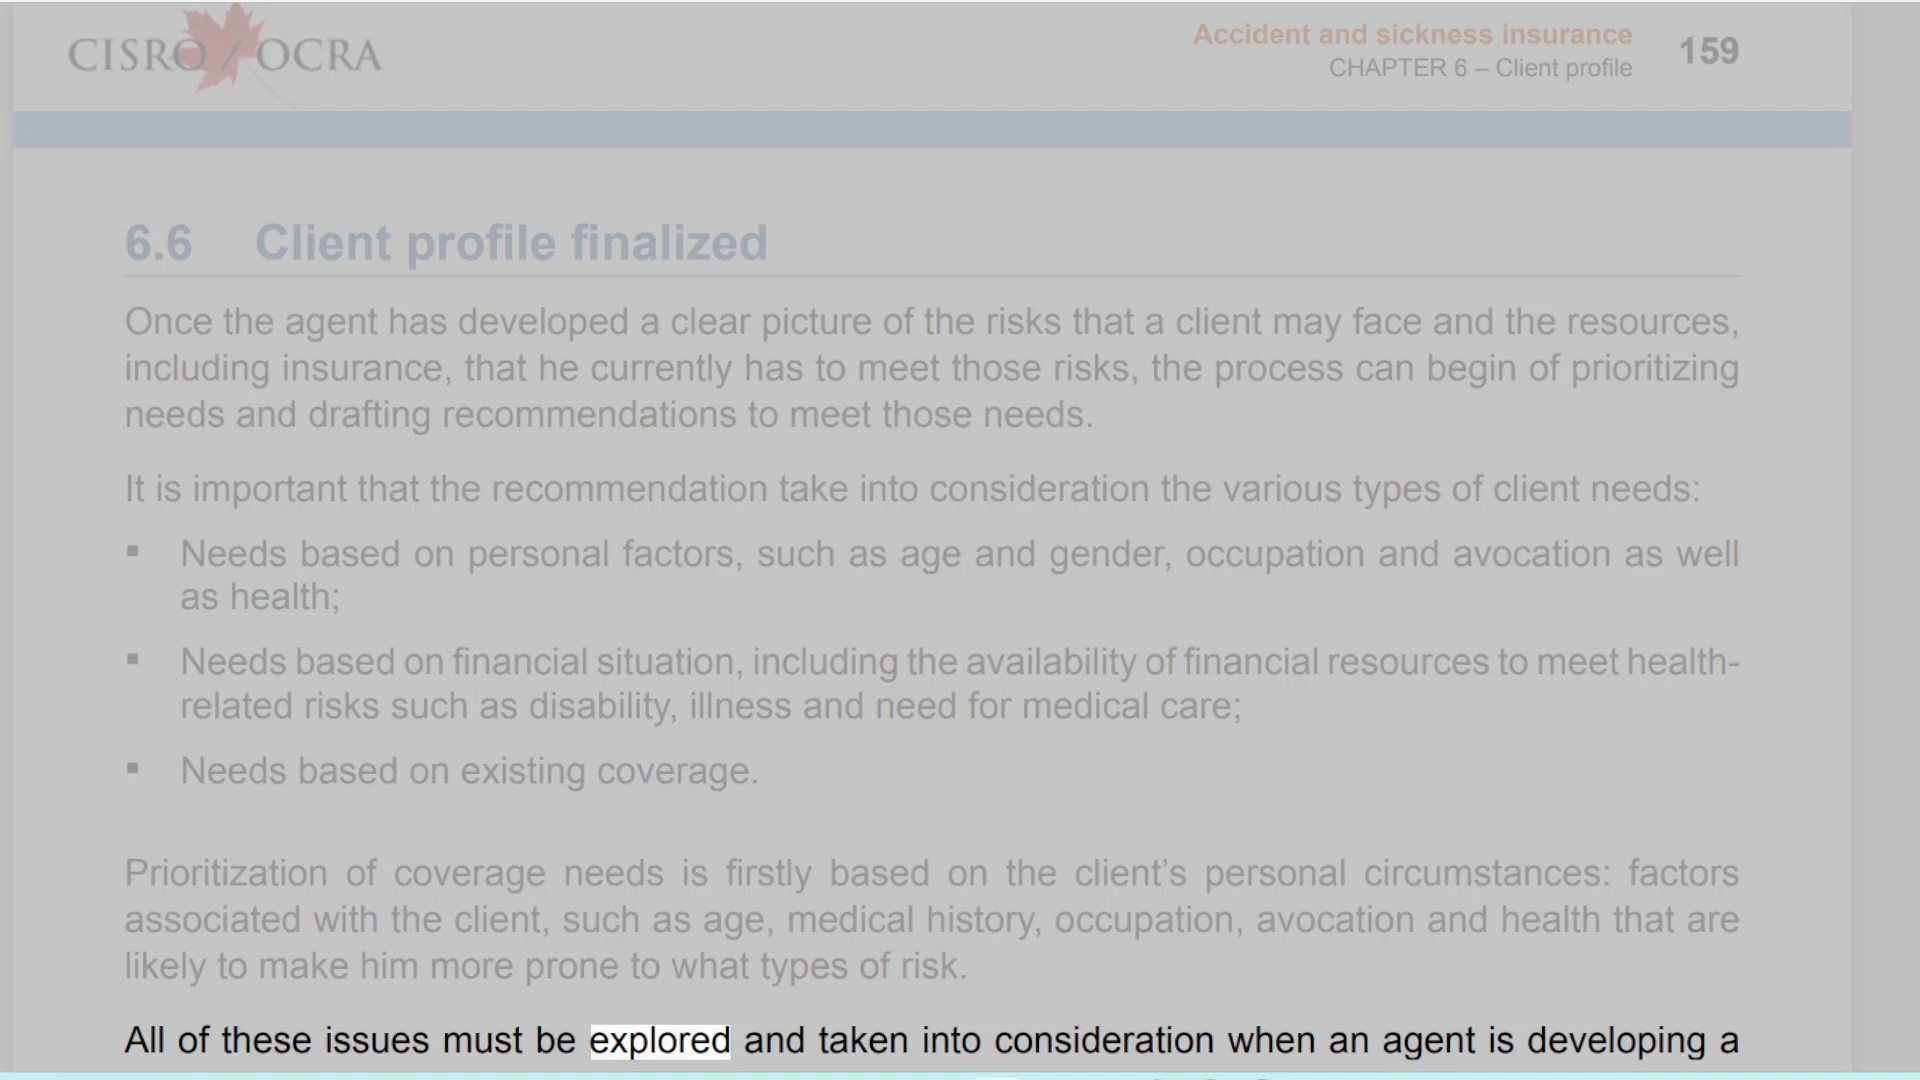 CISRO / OCRA
Accident and sickness insurance
CHAPTER 6 – Client profile
159
6.6 Client profile finalized
Once the agent has developed a clear picture of the risks that a client may face and the resources,
including insurance, that he currently has to meet those risks, the process can begin of prioritizing
needs and drafting recommendations to meet those needs.
It is important that the recommendation take into consideration the various types of client needs:
▪ Needs based on personal factors, such as age and gender, occupation and avocation as well
as health;
▪ Needs based on financial situation, including the availability of financial resources to meet health-
related risks such as disability, illness and need for medical care;
▪ Needs based on existing coverage.
Prioritization of coverage needs is firstly based on the client’s personal circumstances: factors
associated with the client, such as age, medical history, occupation, avocation and health that are
likely to make him more prone to what types of risk.
All of these issues must be explored and taken into consideration when an agent is developing a